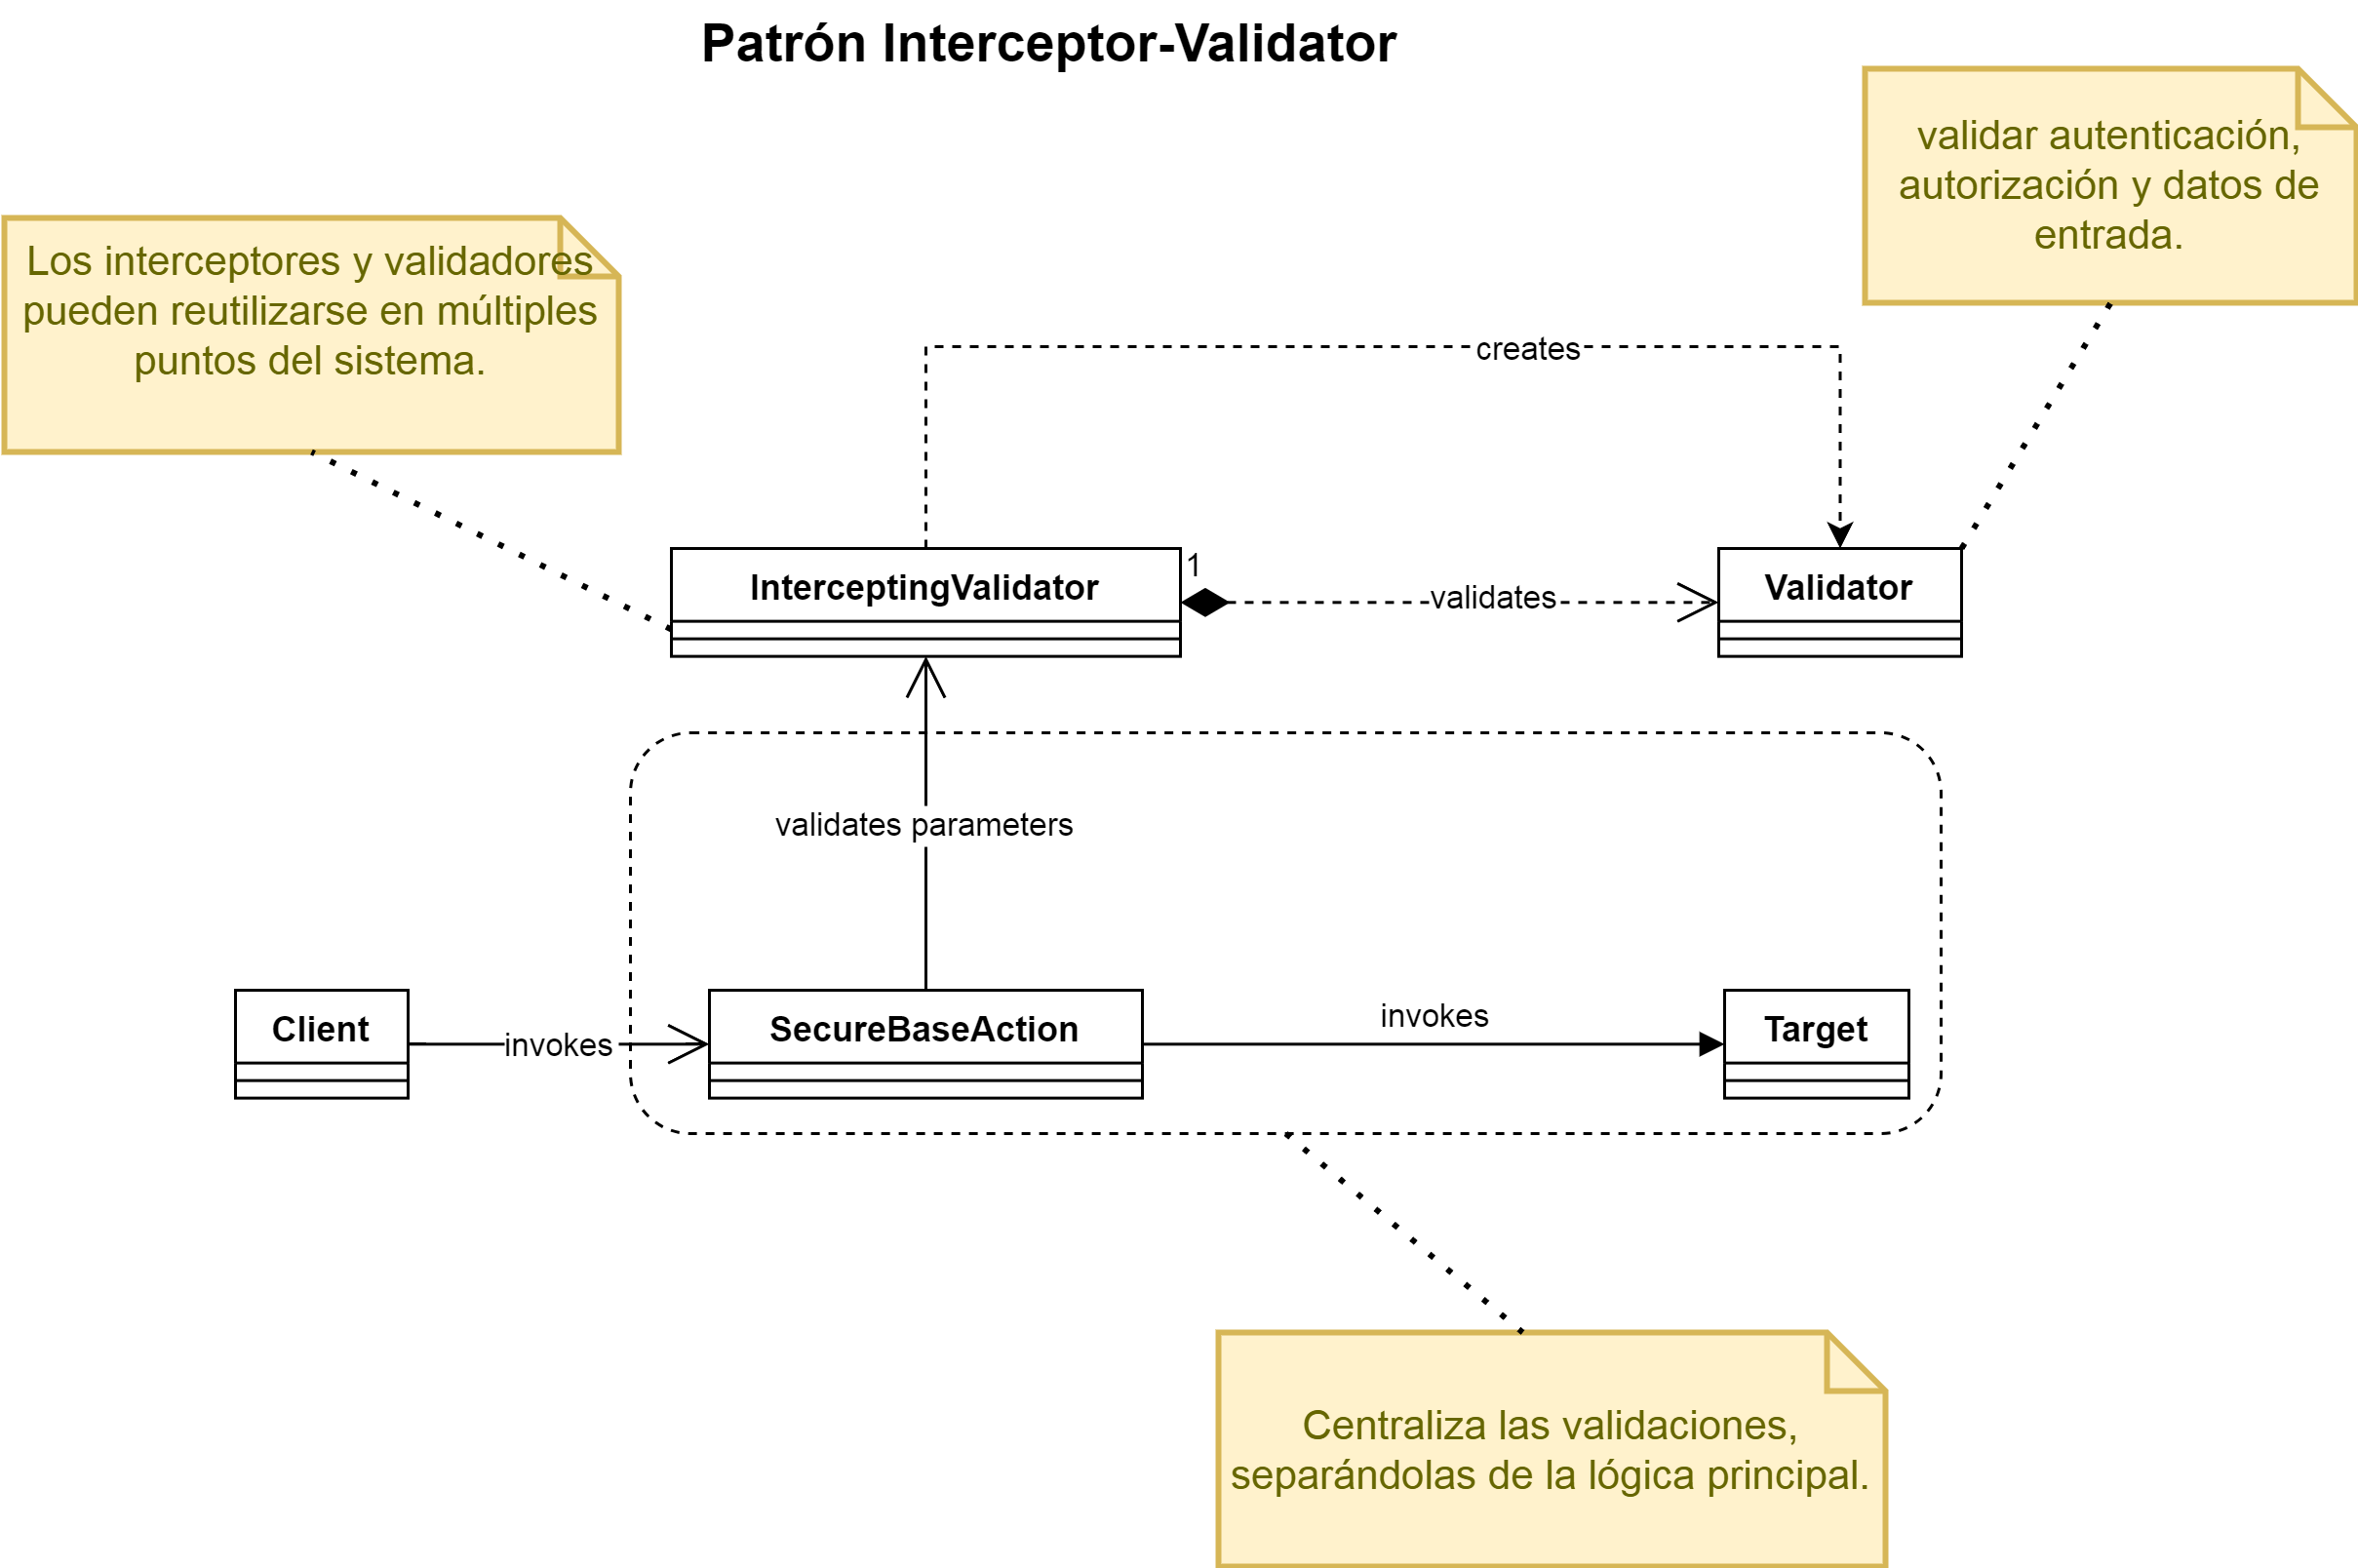 Patrón Interceptor-Validator
validar autenticación,
autorización y datos de
entrada.
Los interceptores y validadores
pueden reutilizarse en múltiples
puntos del sistema.
creates
InterceptingValidator
1
validates
Validator
validates parameters
Client
invokes
SecureBaseAction
invokes
Target
Centraliza las validaciones,
separándolas de la lógica principal.